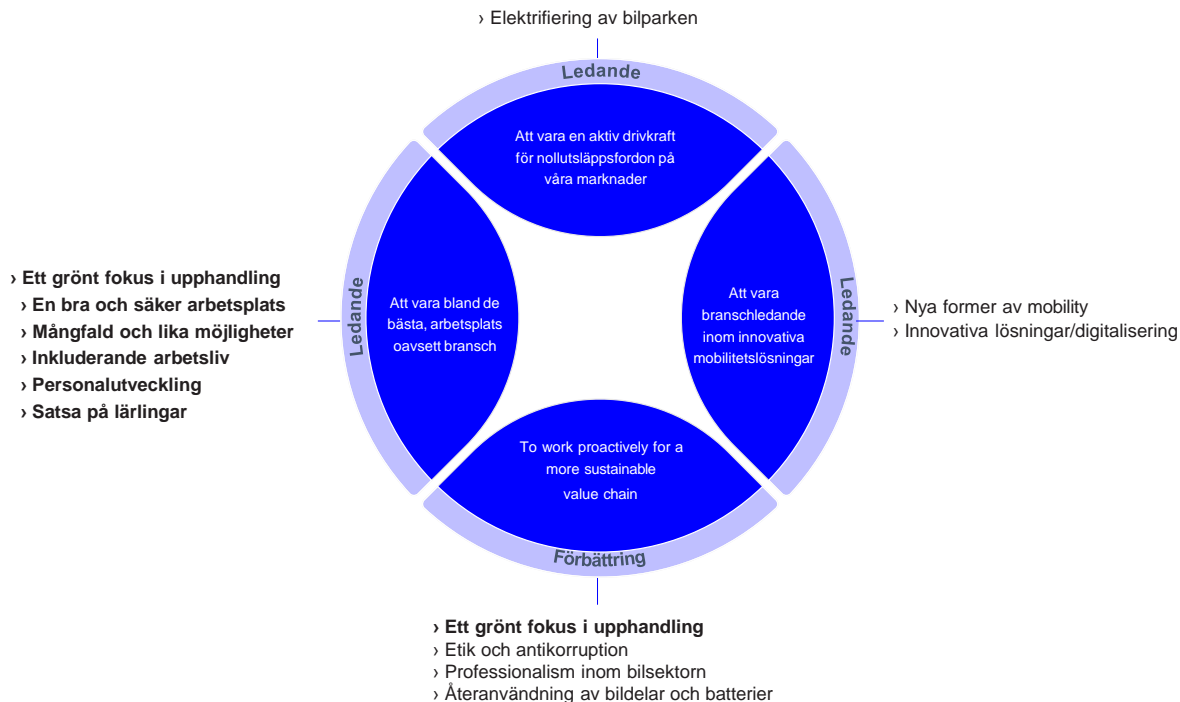 › Elektrifiering av bilparken
Ledande
Att vara en aktiv drivkraft
för nollutsläppsfordon på
våra marknader
› Ett grönt fokus i upphandling
› En bra och säker arbetsplats
› Mångfald och lika möjligheter
› Inkluderande arbetsliv
› Personalutveckling
› Satsa på lärlingar
Ledande
Att vara bland de
bästa, arbetsplats
oavsett bransch
Att vara
branschledande
inom innovativa
mobilitetslösningar
Ledande
› Nya former av mobility
› Innovativa lösningar/digitalisering
To work proactively for a
more sustainable
value chain
Förbättring
› Ett grönt fokus i upphandling
› Etik och antikorruption
› Professionalism inom bilsektorn
› Återanvändning av bildelar och batterier